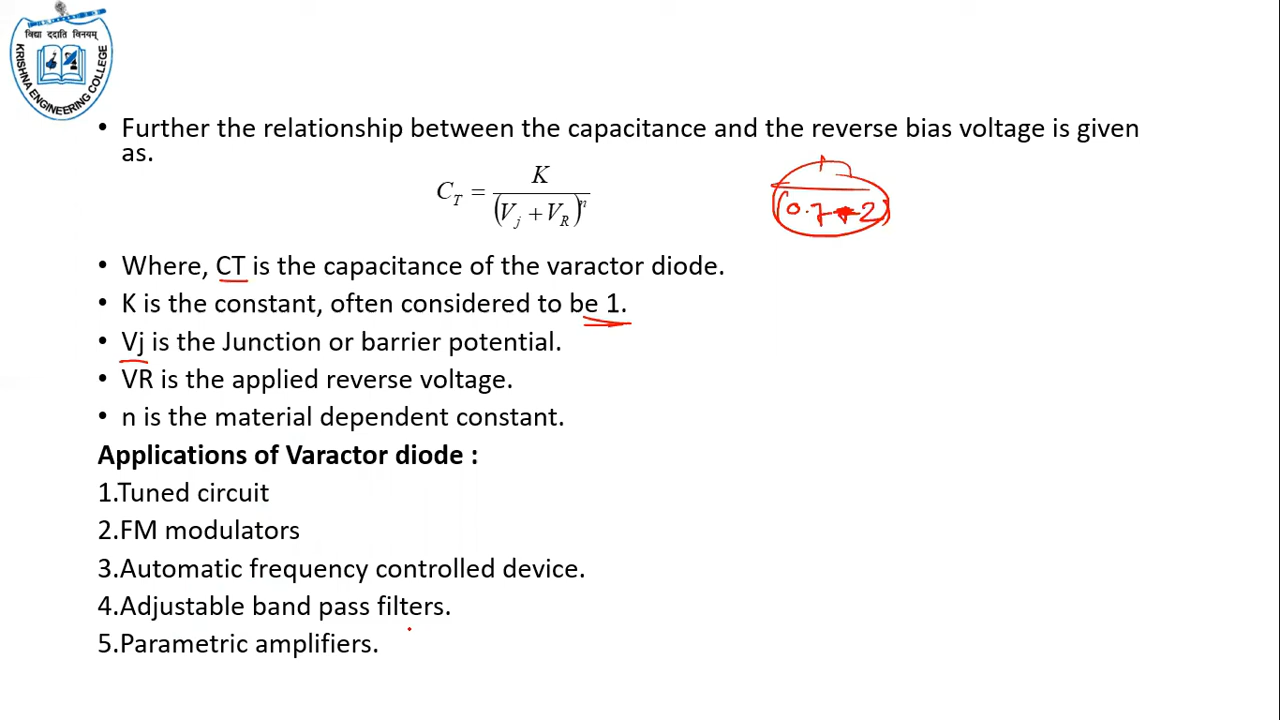 विद्या ददाति विनयम्
KRISHNA ENGINEERING COLLEGE
• Further the relationship between the capacitance and the reverse bias voltage is given
as.
C_T = K / (V_j + V_R)^n
(0.7+2)
• Where, CT is the capacitance of the varactor diode.
• K is the constant, often considered to be 1.
• Vj is the Junction or barrier potential.
• VR is the applied reverse voltage.
• n is the material dependent constant.
Applications of Varactor diode :
1.Tuned circuit
2.FM modulators
3.Automatic frequency controlled device.
4.Adjustable band pass filters.
5.Parametric amplifiers.